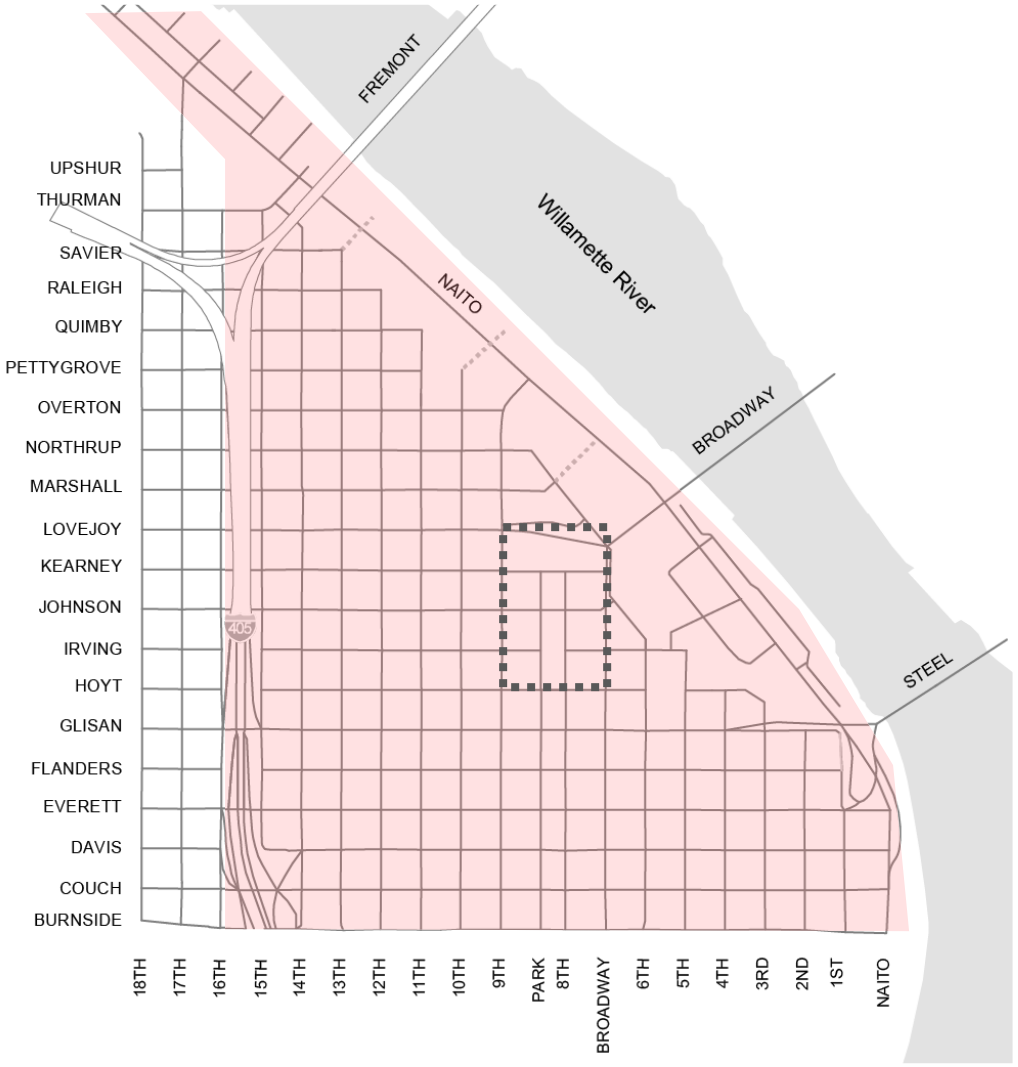 FREMONT
UPSHUR
THURMAN
Willamette River
SAVIER
RALEIGH
NAITO
QUIMBY
PETTYGROVE
BROADWAY
OVERTON
NORTHRUP
MARSHALL
LOVEJOY
KEARNEY
JOHNSON
405
IRVING
STEEL
HOYT
GLISAN
FLANDERS
EVERETT
DAVIS
COUCH
BURNSIDE
18TH
17TH
16TH
15TH
14TH
13TH
12TH
11TH
10TH
9TH
PARK
8TH
BROADWAY
6TH
5TH
4TH
3RD
2ND
1ST
NAITO